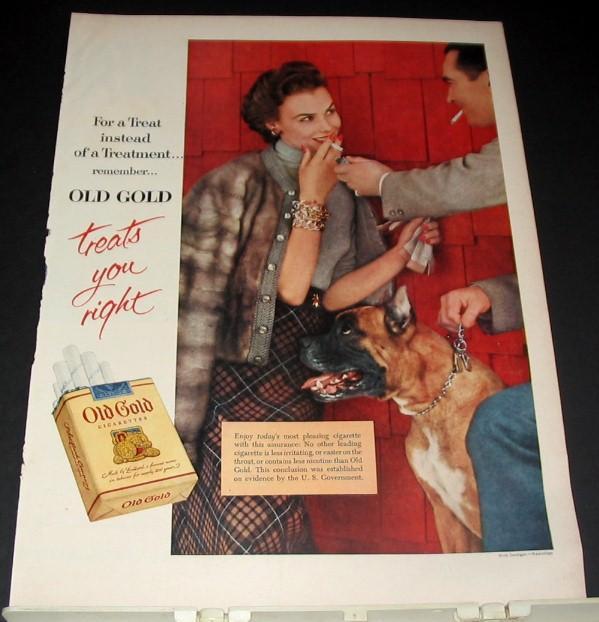 For a Treat
instead
of a Treatment...
remember...
OLD GOLD
treats
you
right
Old Gold
CIGARETTES
Old Gold
Enjoy today's most pleasing cigarette
with this assurance: No other leading
cigarette is less irritating, or easier on the
throat, or contains less nicotine than Old
Gold. This conclusion was established
on evidence by the U. S. Government.